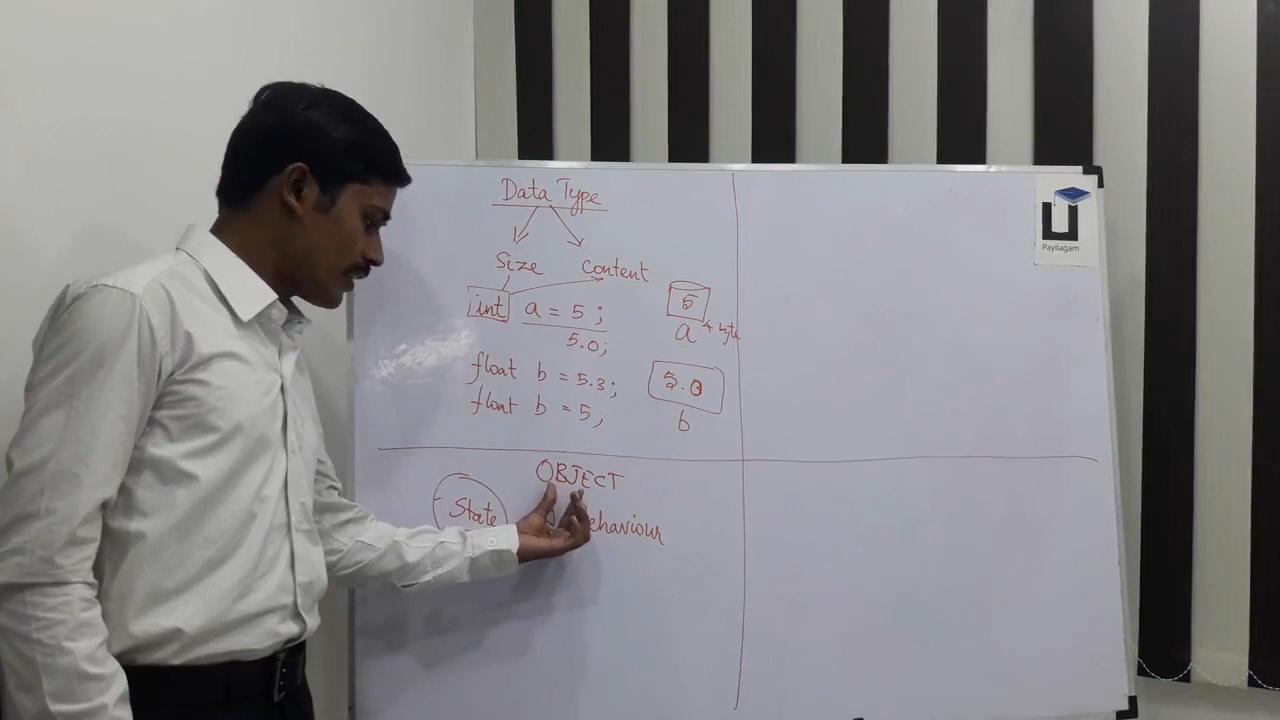 Data Type
Size Content
int a = 5 ;
5.0;
5
a 4 byte
float b = 5.3;
float b = 5;
5.0
b
OBJECT
State
Behaviour
Payilagam